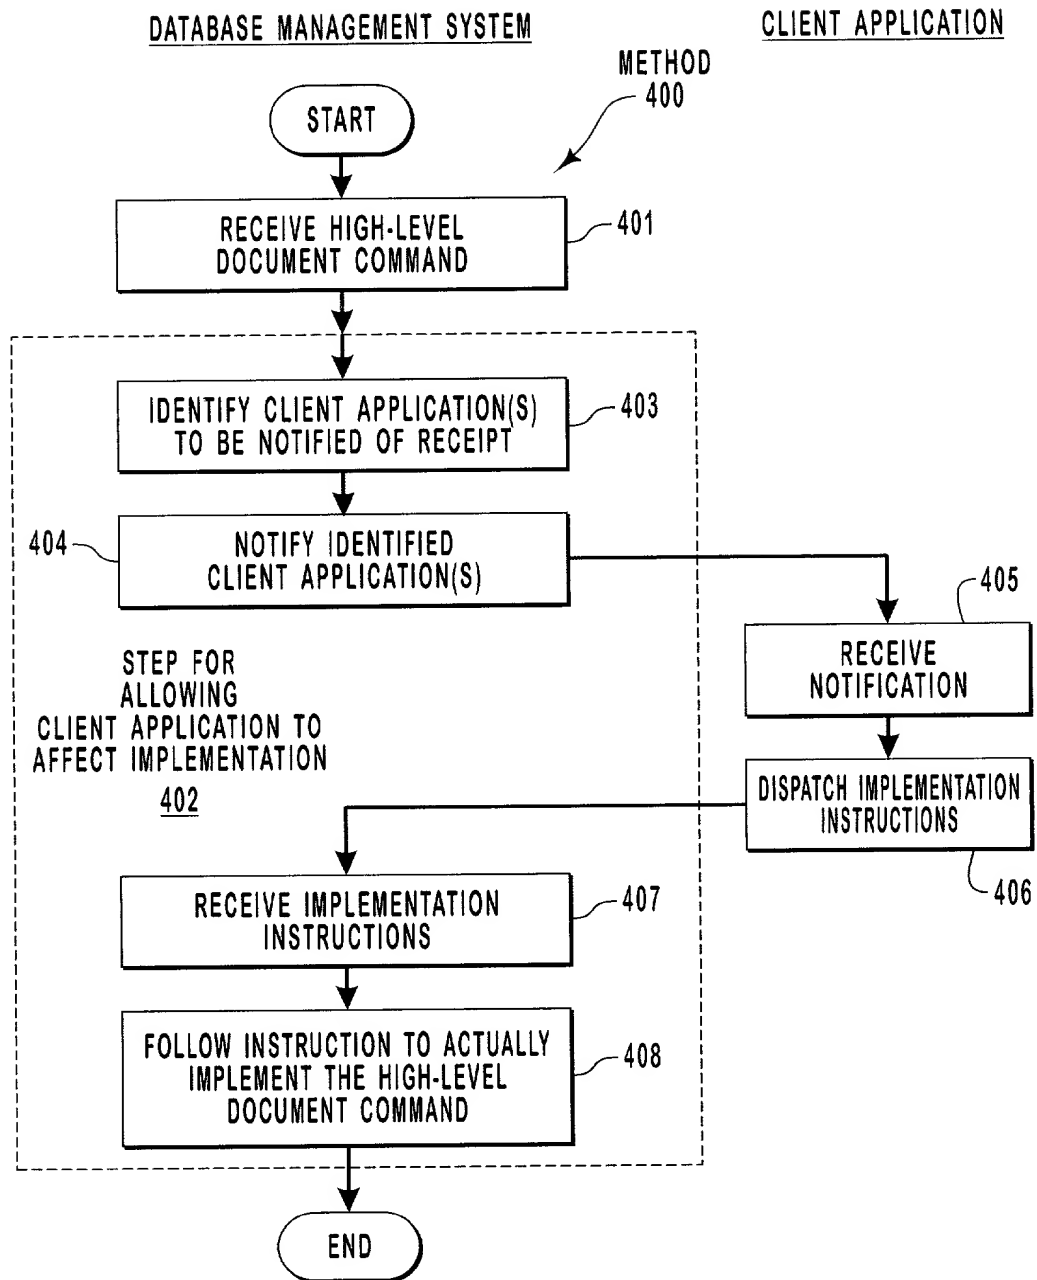 DATABASE MANAGEMENT SYSTEM
CLIENT APPLICATION
METHOD
400
START
RECEIVE HIGH-LEVEL
DOCUMENT COMMAND
401
IDENTIFY CLIENT APPLICATION(S)
TO BE NOTIFIED OF RECEIPT
403
404
NOTIFY IDENTIFIED
CLIENT APPLICATION(S)
405
RECEIVE
NOTIFICATION
STEP FOR
ALLOWING
CLIENT APPLICATION TO
AFFECT IMPLEMENTATION
402
DISPATCH IMPLEMENTATION
INSTRUCTIONS
406
RECEIVE IMPLEMENTATION
INSTRUCTIONS
407
FOLLOW INSTRUCTION TO ACTUALLY
IMPLEMENT THE HIGH-LEVEL
DOCUMENT COMMAND
408
END